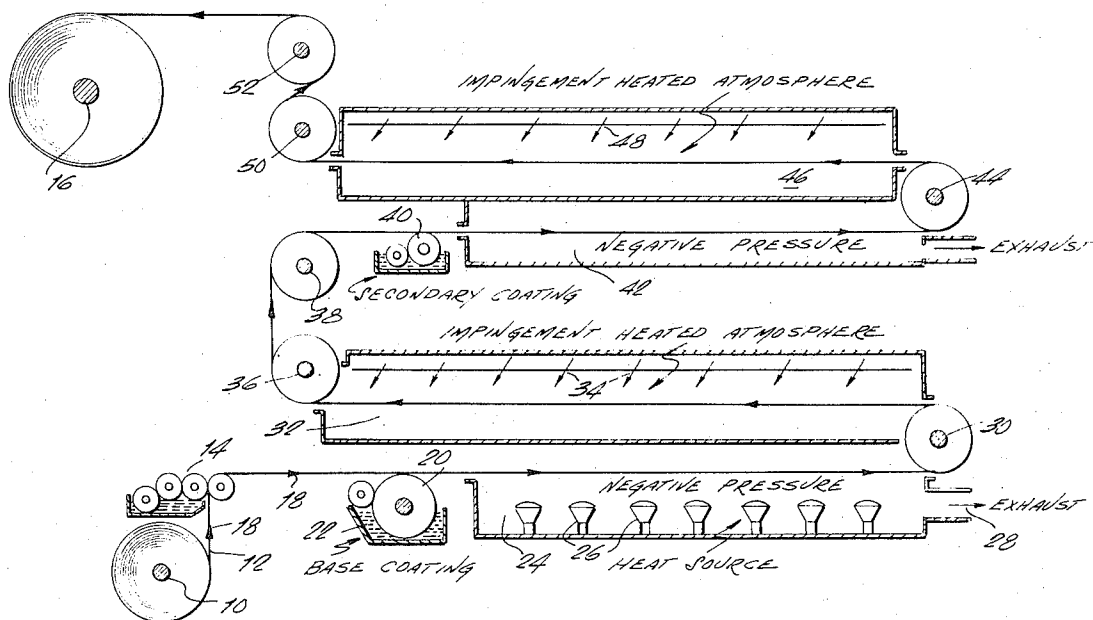 52
IMPINGEMENT HEATED ATMOSPHERE
48
50
16
46
44
40
NEGATIVE PRESSURE
EXHAUST
38
SECONDARY COATING
42
IMPINGEMENT HEATED ATMOSPHERE
36
34
32
30
14
20
18
NEGATIVE PRESSURE
18
22
24
26
EXHAUST
28
12
BASE COATING
HEAT SOURCE
10